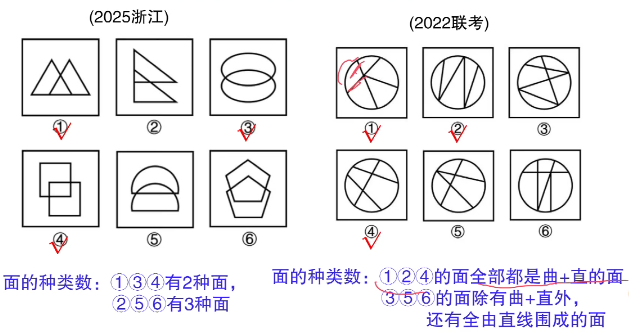 (2025浙江)
① ② ③
④ ⑤ ⑥
面的种类数：①③④有2种面，
②⑤⑥有3种面
(2022联考)
① ② ③
④ ⑤ ⑥
面的种类数：①②④的面全部都是曲+直的面
③⑤⑥的面除有曲+直外，
还有全由直线围成的面